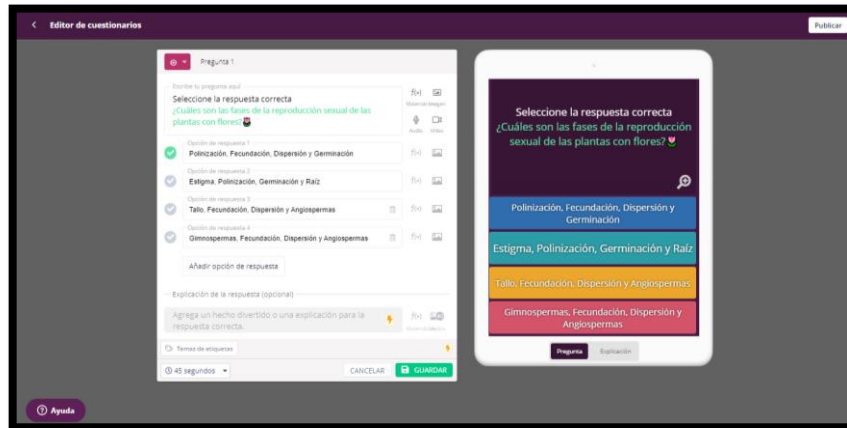 Editor de cuestionarios
Publicar
Pregunta 1
Escribe tu pregunta aquí
Seleccione la respuesta correcta
¿Cuáles son las fases de la reproducción sexual de las
plantas con flores?🌷
f(x)
Audio Video
Opción de respuesta 1
Polinización, Fecundación, Dispersión y Germinación
f(x)
Opción de respuesta 2
Estigma, Polinización, Germinación y Raíz
f(x)
Opción de respuesta 3
Tallo, Fecundación, Dispersión y Angiospermas
f(x)
Opción de respuesta 4
Gimnospermas, Fecundación, Dispersión y Angiospermas
f(x)
Añadir opción de respuesta
Explicación de la respuesta (opcional)
Agrega un hecho divertido o una explicación para la
respuesta correcta.
f(x)
Temas de etiquetas
45 segundos
CANCELAR
GUARDAR
Seleccione la respuesta correcta
¿Cuáles son las fases de la reproducción
sexual de las plantas con flores?🌷
Polinización, Fecundación, Dispersión y
Germinación
Estigma, Polinización, Germinación y Raíz
Tallo, Fecundación, Dispersión y Angiospermas
Gimnospermas, Fecundación, Dispersión y
Angiospermas
Pregunta
Explicación
Ayuda